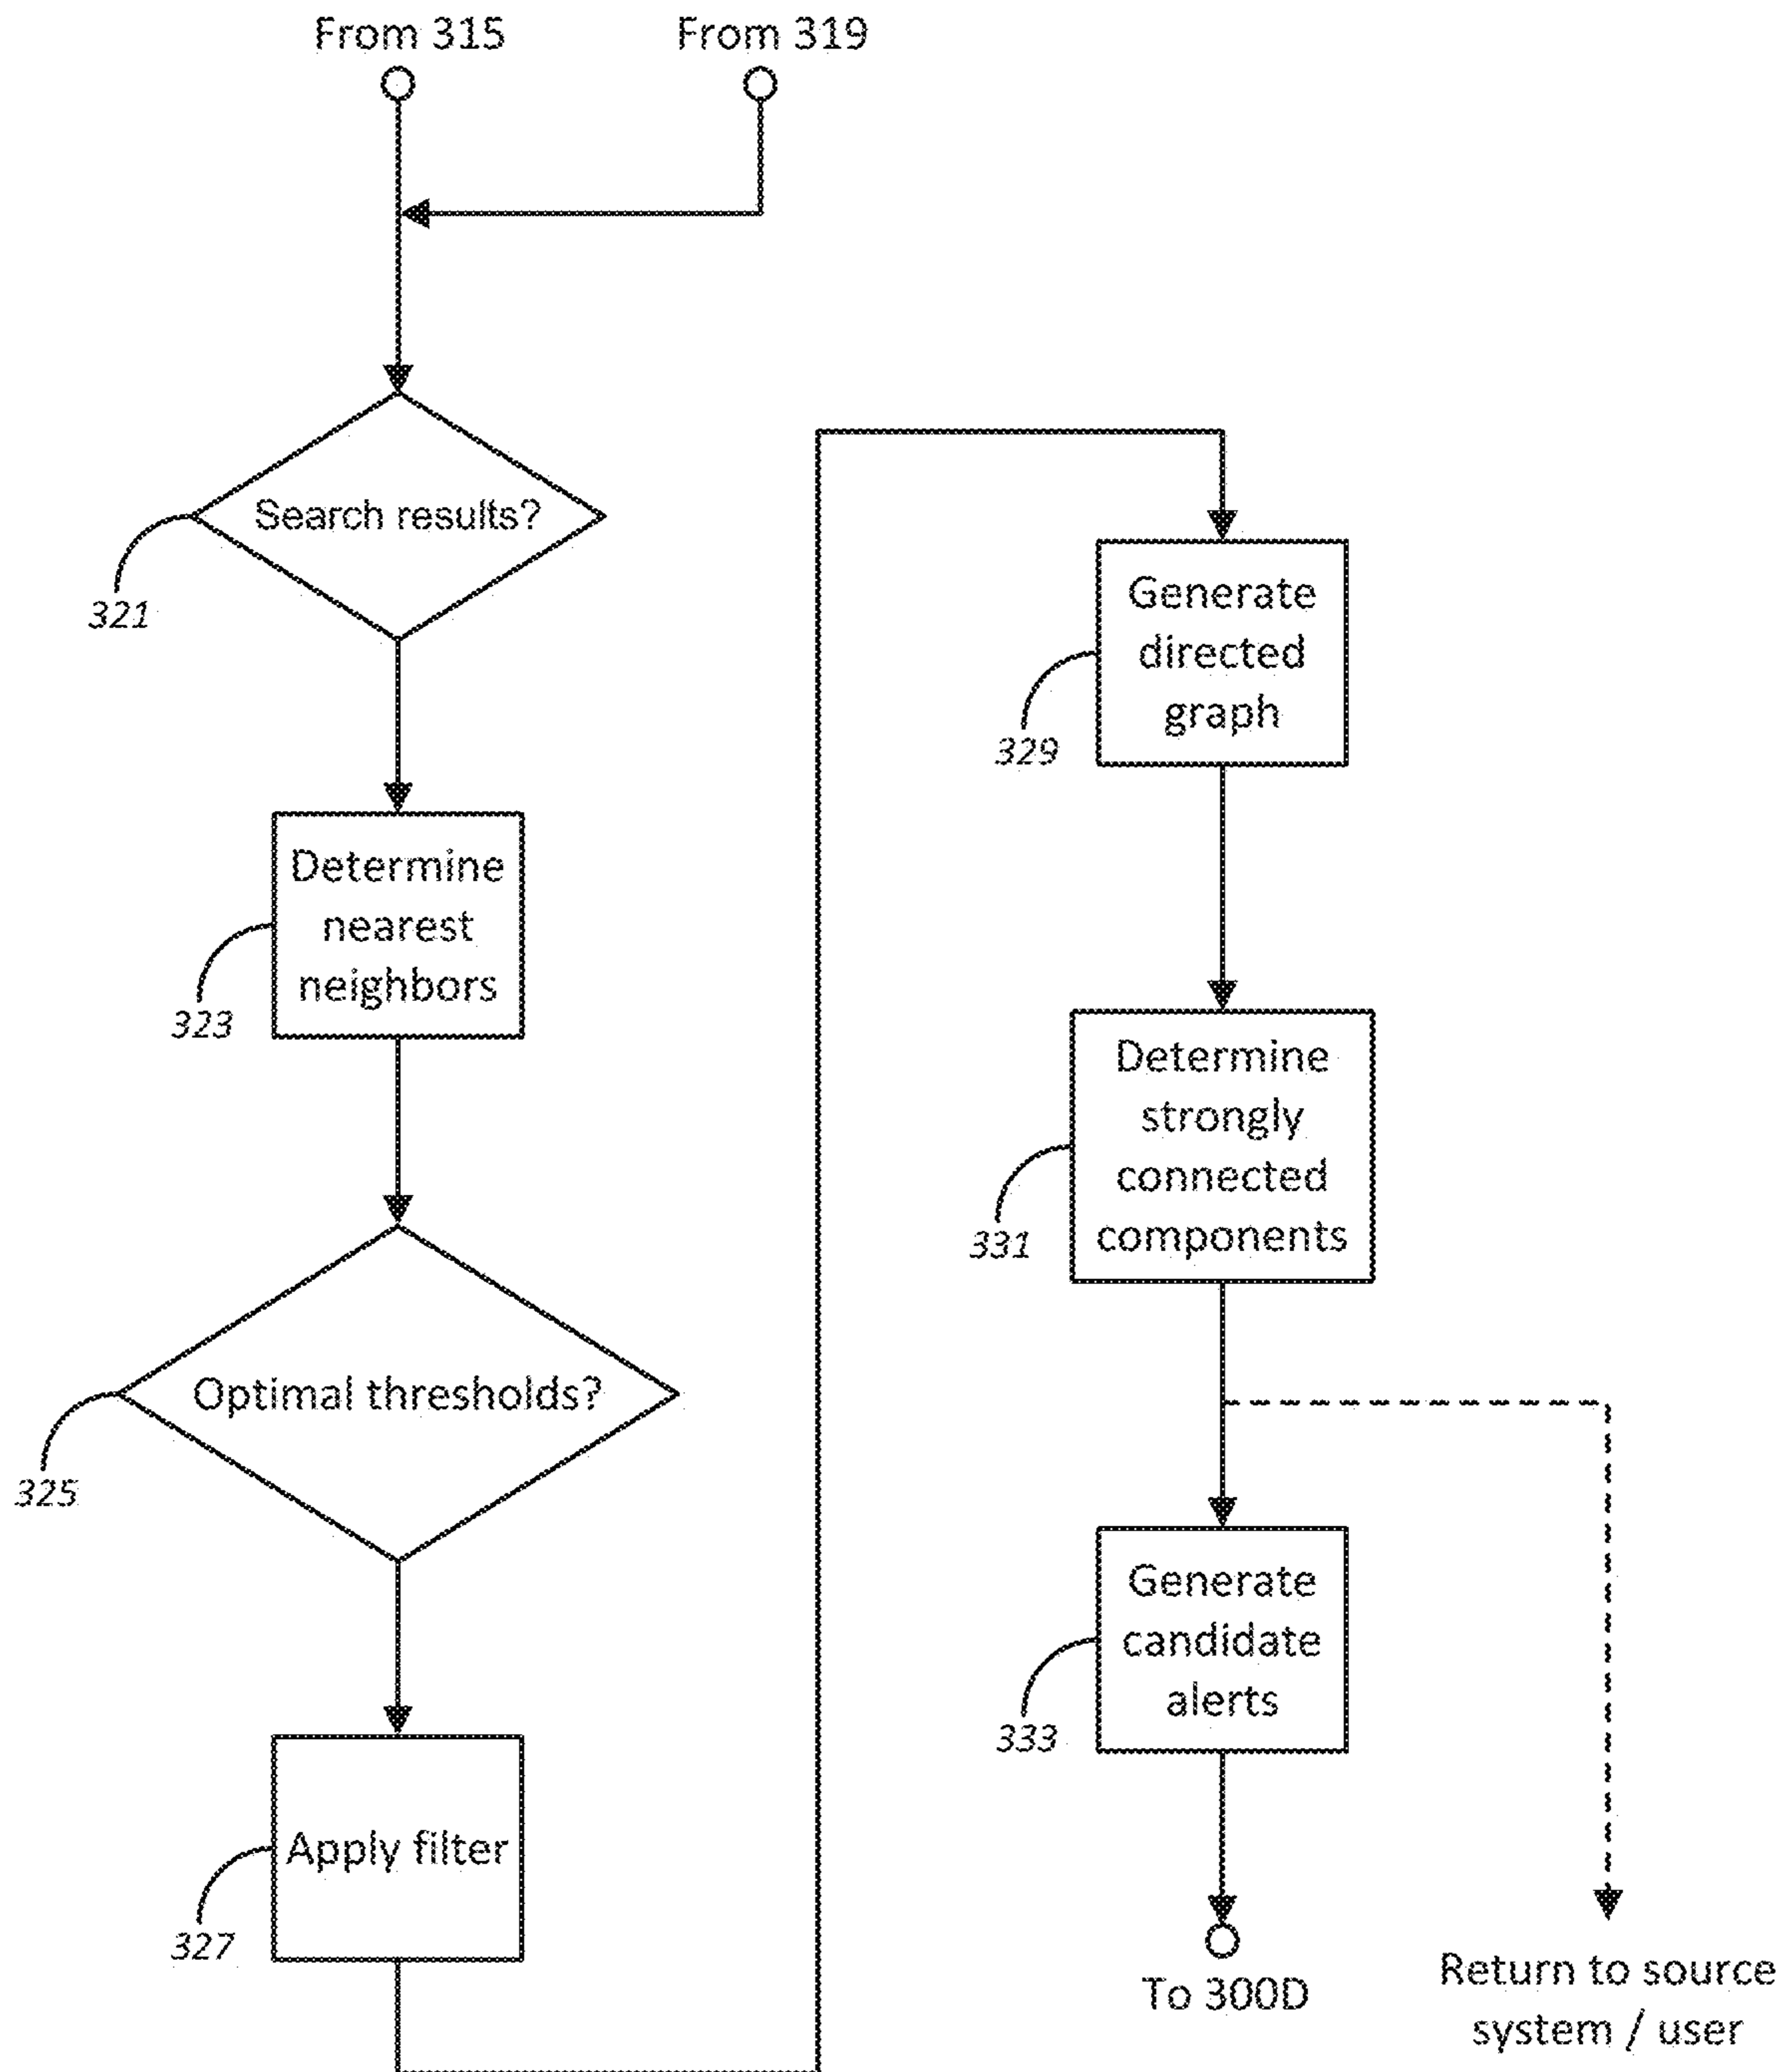 From 315
From 319
Search results?
321
Determine
nearest
neighbors
323
Optimal thresholds?
325
Apply filter
327
Generate
directed
graph
329
Determine
strongly
connected
components
331
Generate
candidate
alerts
333
To 300D
Return to source
system / user